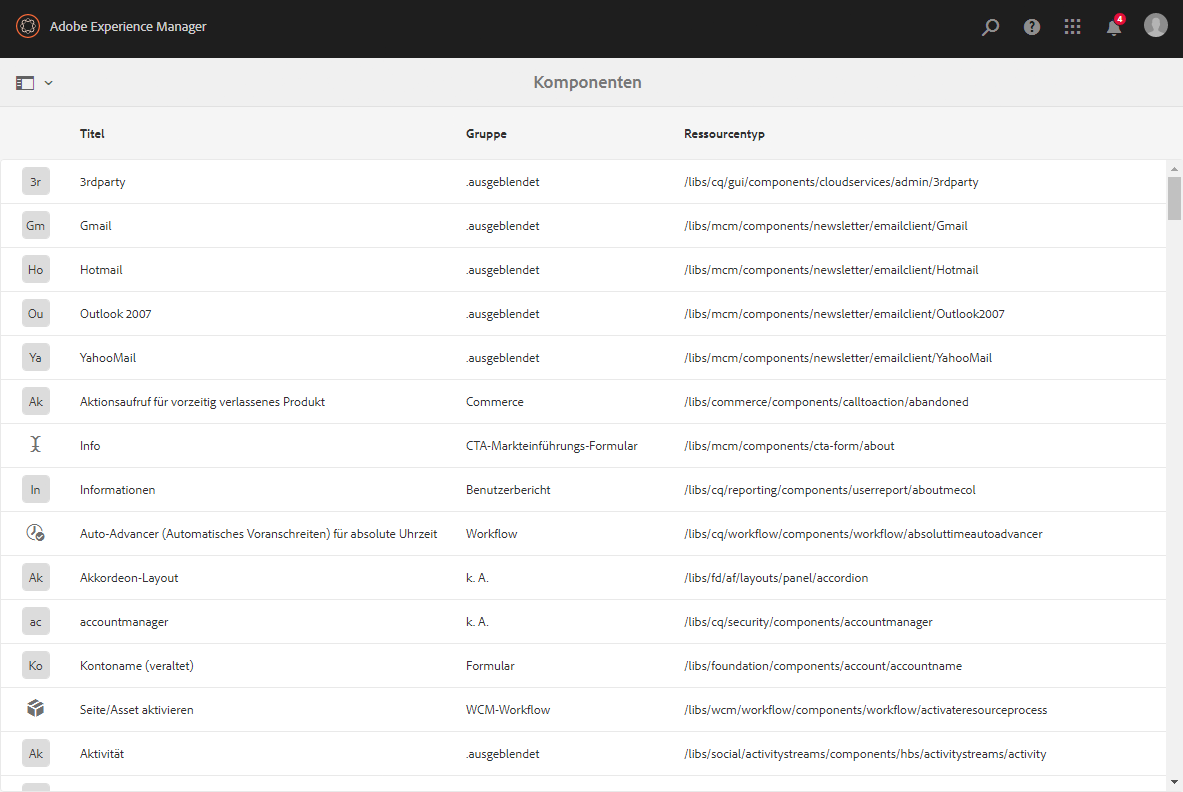 Adobe Experience Manager
4
Komponenten
Titel Gruppe Ressourcentyp
3r 3rdparty .ausgeblendet /libs/cq/gui/components/cloudservices/admin/3rdparty
Gm Gmail .ausgeblendet /libs/mcm/components/newsletter/emailclient/Gmail
Ho Hotmail .ausgeblendet /libs/mcm/components/newsletter/emailclient/Hotmail
Ou Outlook 2007 .ausgeblendet /libs/mcm/components/newsletter/emailclient/Outlook2007
Ya YahooMail .ausgeblendet /libs/mcm/components/newsletter/emailclient/YahooMail
Ak Aktionsaufruf für vorzeitig verlassenes Produkt Commerce /libs/commerce/components/calltoaction/abandoned
Info CTA-Markteinführungs-Formular /libs/mcm/components/cta-form/about
In Informationen Benutzerbericht /libs/cq/reporting/components/userreport/aboutmecol
Auto-Advancer (Automatisches Voranschreiten) für absolute Uhrzeit Workflow /libs/cq/workflow/components/workflow/absolutetimeautoadvancer
Ak Akkordeon-Layout k. A. /libs/fd/af/layouts/panel/accordion
ac accountmanager k. A. /libs/cq/security/components/accountmanager
Ko Kontoname (veraltet) Formular /libs/foundation/components/account/accountname
Seite/Asset aktivieren WCM-Workflow /libs/wcm/workflow/components/workflow/activateresourceprocess
Ak Aktivität .ausgeblendet /libs/social/activitystreams/components/hbs/activitystreams/activity